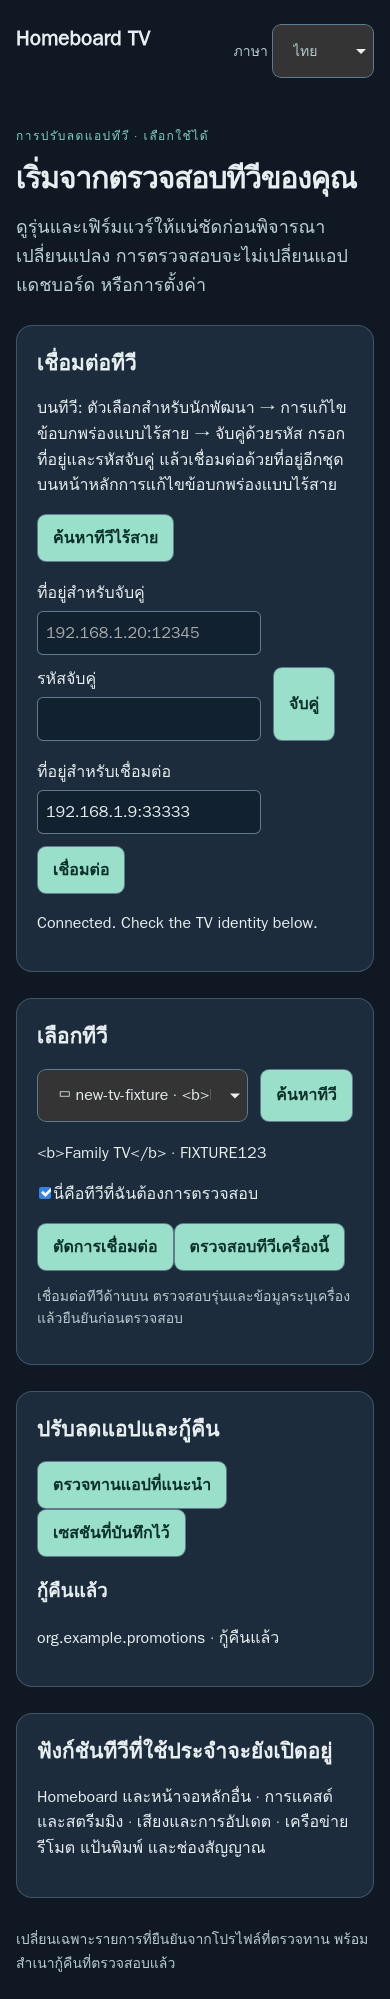 Homeboard TV
ภาษา
ไทย
การปรับลดแอปทีวี · เลือกใช้ได้
เริ่มจากตรวจสอบทีวีของคุณ
ดูรุ่นและเฟิร์มแวร์ให้แน่ชัดก่อนพิจารณา
เปลี่ยนแปลง การตรวจสอบจะไม่เปลี่ยนแอป
แดชบอร์ด หรือการตั้งค่า
เชื่อมต่อทีวี
บนทีวี: ตัวเลือกสำหรับนักพัฒนา → การแก้ไข
ข้อบกพร่องแบบไร้สาย → จับคู่ด้วยรหัส กรอก
ที่อยู่และรหัสจับคู่ แล้วเชื่อมต่อด้วยที่อยู่อีกชุด
บนหน้าหลักการแก้ไขข้อบกพร่องแบบไร้สาย
ค้นหาทีวีไร้สาย
ที่อยู่สำหรับจับคู่
192.168.1.20:12345
รหัสจับคู่
จับคู่
ที่อยู่สำหรับเชื่อมต่อ
192.168.1.9:33333
เชื่อมต่อ
Connected. Check the TV identity below.
เลือกทีวี
new-tv-fixture · <b>
ค้นหาทีวี
<b>Family TV</b> · FIXTURE123
นี่คือทีวีที่ฉันต้องการตรวจสอบ
ตัดการเชื่อมต่อ
ตรวจสอบทีวีเครื่องนี้
เชื่อมต่อทีวีด้านบน ตรวจสอบรุ่นและข้อมูลระบุเครื่อง
แล้วยืนยันก่อนตรวจสอบ
ปรับลดแอปและกู้คืน
ตรวจทานแอปที่แนะนำ
เซสชันที่บันทึกไว้
กู้คืนแล้ว
org.example.promotions · กู้คืนแล้ว
ฟังก์ชันทีวีที่ใช้ประจำจะยังเปิดอยู่
Homeboard และหน้าจอหลักอื่น · การแคสต์
และสตรีมมิง · เสียงและการอัปเดต · เครือข่าย
รีโมต แป้นพิมพ์ และช่องสัญญาณ
เปลี่ยนเฉพาะรายการที่ยืนยันจากโปรไฟล์ที่ตรวจทาน พร้อม
สำเนากู้คืนที่ตรวจสอบแล้ว